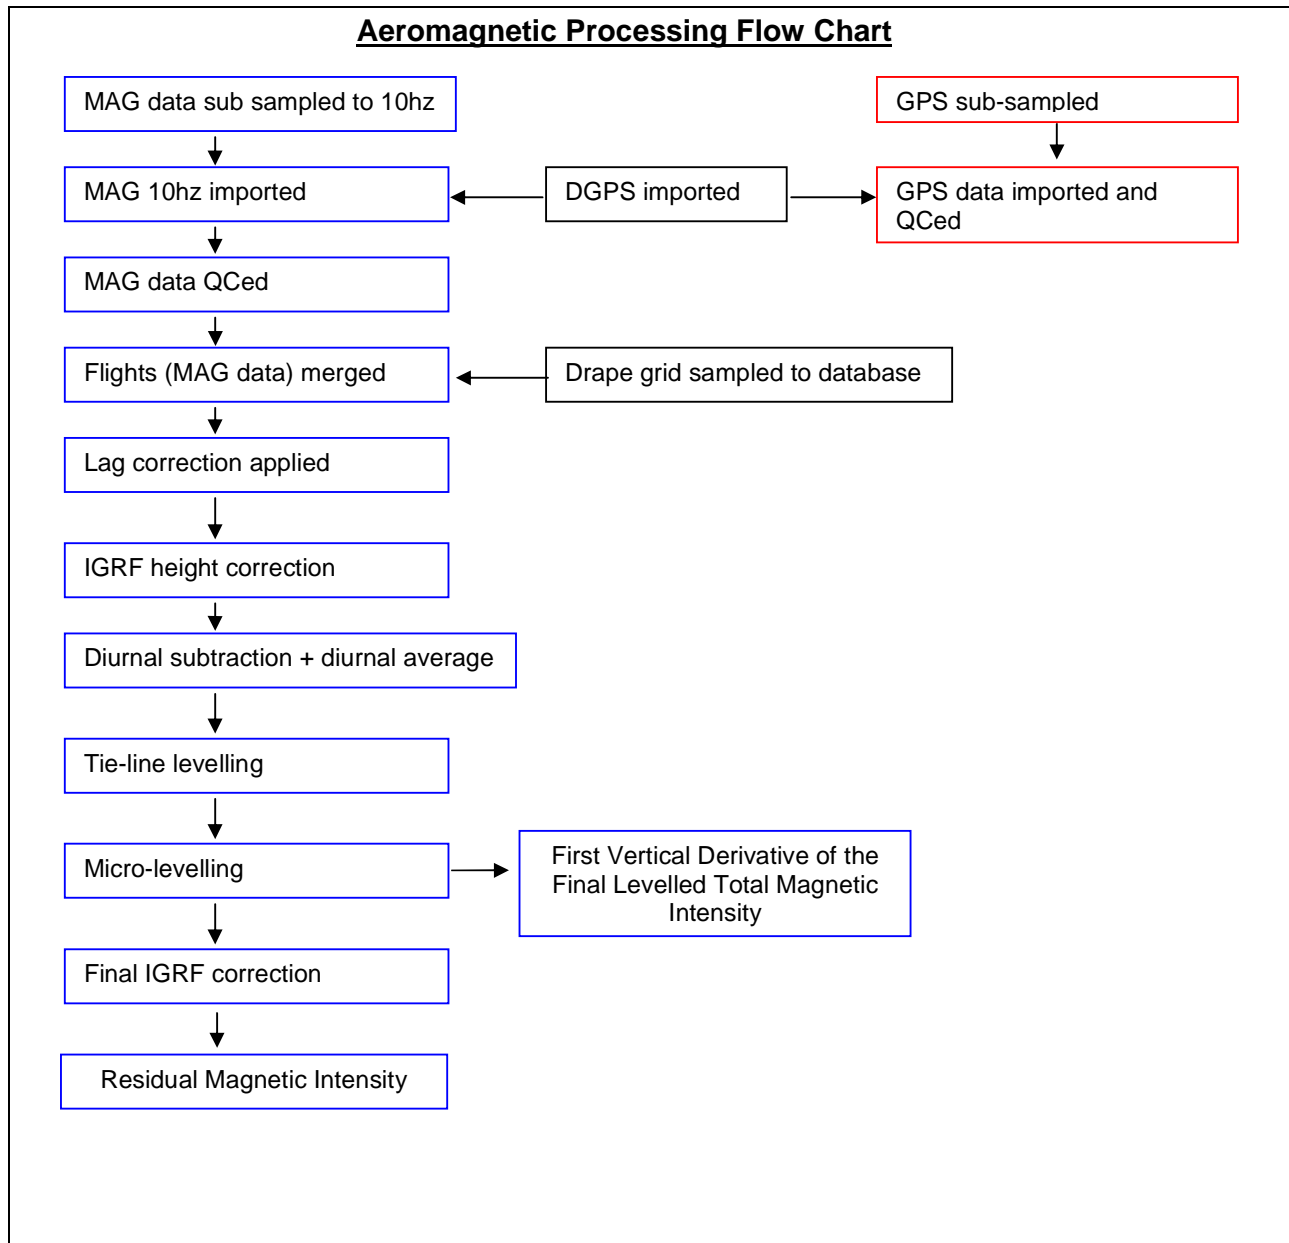 Aeromagnetic Processing Flow Chart
MAG data sub sampled to 10hz
GPS sub-sampled
MAG 10hz imported
DGPS imported
GPS data imported and
QCed
MAG data QCed
Flights (MAG data) merged
Drape grid sampled to database
Lag correction applied
IGRF height correction
Diurnal subtraction + diurnal average
Tie-line levelling
Micro-levelling
First Vertical Derivative of the
Final Levelled Total Magnetic
Intensity
Final IGRF correction
Residual Magnetic Intensity